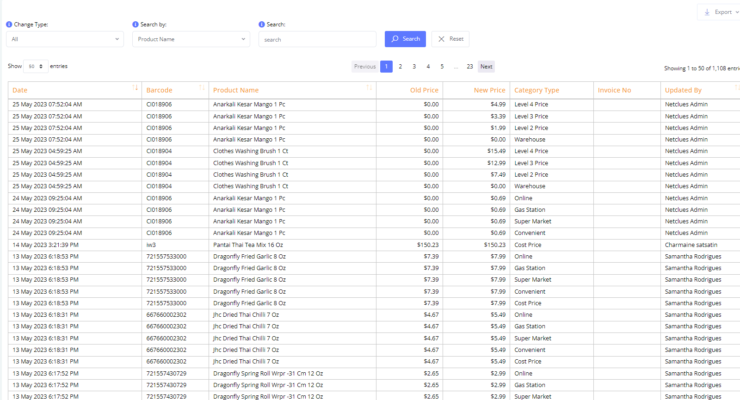 Export
Change Type: Search by: Search:
All Product Name search Search Reset
Show 50 entries Previous 1 2 3 4 5 ... 23 Next Showing 1 to 50 of 1,108 entri
Date Barcode Product Name Old Price New Price Category Type Invoice No Updated By
25 May 2023 07:52:04 AM CI018906 Anarkali Kesar Mango 1 Pc $0.00 $4.99 Level 4 Price Netclues Admin
25 May 2023 07:52:04 AM CI018906 Anarkali Kesar Mango 1 Pc $0.00 $3.39 Level 3 Price Netclues Admin
25 May 2023 07:52:04 AM CI018906 Anarkali Kesar Mango 1 Pc $0.00 $1.99 Level 2 Price Netclues Admin
25 May 2023 07:52:04 AM CI018906 Anarkali Kesar Mango 1 Pc $0.00 $0.00 Warehouse Netclues Admin
25 May 2023 04:59:25 AM CI018904 Clothes Washing Brush 1 Ct $0.00 $15.49 Level 4 Price Netclues Admin
25 May 2023 04:59:25 AM CI018904 Clothes Washing Brush 1 Ct $0.00 $12.99 Level 3 Price Netclues Admin
25 May 2023 04:59:25 AM CI018904 Clothes Washing Brush 1 Ct $0.00 $7.49 Level 2 Price Netclues Admin
25 May 2023 04:59:25 AM CI018904 Clothes Washing Brush 1 Ct $0.00 $0.00 Warehouse Netclues Admin
24 May 2023 09:25:04 AM CI018906 Anarkali Kesar Mango 1 Pc $0.00 $0.69 Online Netclues Admin
24 May 2023 09:25:04 AM CI018906 Anarkali Kesar Mango 1 Pc $0.00 $0.69 Gas Station Netclues Admin
24 May 2023 09:25:04 AM CI018906 Anarkali Kesar Mango 1 Pc $0.00 $0.69 Super Market Netclues Admin
24 May 2023 09:25:04 AM CI018906 Anarkali Kesar Mango 1 Pc $0.00 $0.69 Convenient Netclues Admin
14 May 2023 3:21:39 PM iw3 Pantai Thai Tea Mix 16 Oz $150.23 $150.23 Cost Price Charmaine satsatin
13 May 2023 6:18:53 PM 721557533000 Dragonfly Fried Garlic 8 Oz $7.39 $7.99 Online Samantha Rodrigues
13 May 2023 6:18:53 PM 721557533000 Dragonfly Fried Garlic 8 Oz $7.39 $7.99 Gas Station Samantha Rodrigues
13 May 2023 6:18:53 PM 721557533000 Dragonfly Fried Garlic 8 Oz $7.39 $7.99 Super Market Samantha Rodrigues
13 May 2023 6:18:53 PM 721557533000 Dragonfly Fried Garlic 8 Oz $7.39 $7.99 Convenient Samantha Rodrigues
13 May 2023 6:18:53 PM 721557533000 Dragonfly Fried Garlic 8 Oz $7.39 $7.99 Cost Price Samantha Rodrigues
13 May 2023 6:18:31 PM 667660002302 Jhc Dried Thai Chilli 7 Oz $4.67 $5.49 Online Samantha Rodrigues
13 May 2023 6:18:31 PM 667660002302 Jhc Dried Thai Chilli 7 Oz $4.67 $5.49 Gas Station Samantha Rodrigues
13 May 2023 6:18:31 PM 667660002302 Jhc Dried Thai Chilli 7 Oz $4.67 $5.49 Super Market Samantha Rodrigues
13 May 2023 6:18:31 PM 667660002302 Jhc Dried Thai Chilli 7 Oz $4.67 $5.49 Convenient Samantha Rodrigues
13 May 2023 6:18:31 PM 667660002302 Jhc Dried Thai Chilli 7 Oz $4.67 $5.49 Cost Price Samantha Rodrigues
13 May 2023 6:17:52 PM 721557430729 Dragonfly Spring Roll Wrpr -31 Cm 12 Oz $2.65 $2.99 Online Samantha Rodrigues
13 May 2023 6:17:52 PM 721557430729 Dragonfly Spring Roll Wrpr -31 Cm 12 Oz $2.65 $2.99 Gas Station Samantha Rodrigues
13 May 2023 6:17:52 PM 721557430729 Dragonfly Spring Roll Wrpr -31 Cm 12 Oz $2.65 $2.99 Super Market Samantha Rodrigues